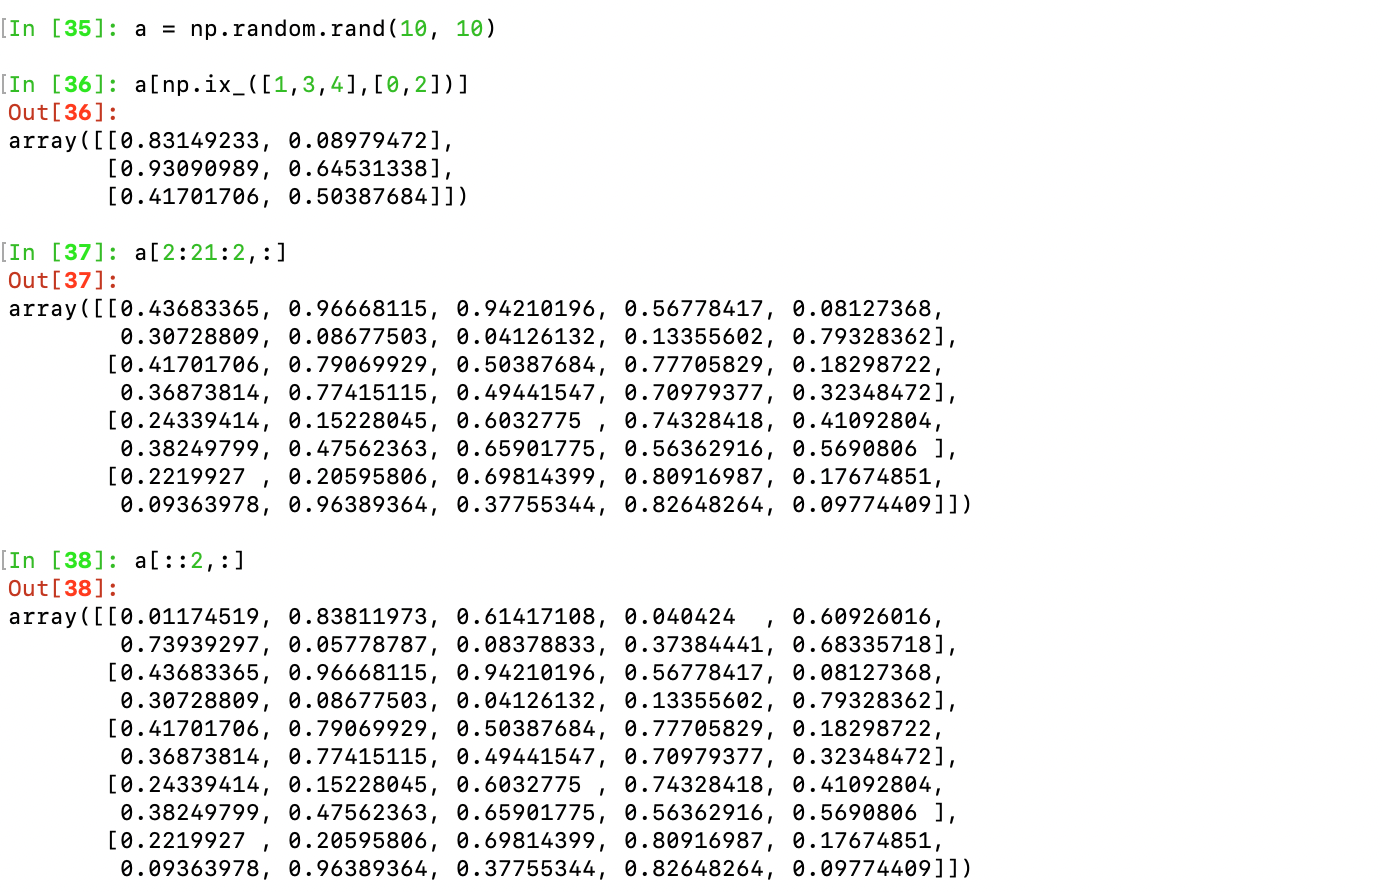 [In [35]: a = np.random.rand(10, 10)
[In [36]: a[np.ix_([1,3,4],[0,2])]
Out[36]:
array([[0.83149233, 0.08979472],
       [0.93090989, 0.64531338],
       [0.41701706, 0.50387684]])
[In [37]: a[2:21:2,:]
Out[37]:
array([[0.43683365, 0.96668115, 0.94210196, 0.56778417, 0.08127368,
        0.30728809, 0.08677503, 0.04126132, 0.13355602, 0.79328362],
       [0.41701706, 0.79069929, 0.50387684, 0.77705829, 0.18298722,
        0.36873814, 0.77415115, 0.49441547, 0.70979377, 0.32348472],
       [0.24339414, 0.15228045, 0.6032775 , 0.74328418, 0.41092804,
        0.38249799, 0.47562363, 0.65901775, 0.56362916, 0.5690806 ],
       [0.2219927 , 0.20595806, 0.69814399, 0.80916987, 0.17674851,
        0.09363978, 0.96389364, 0.37755344, 0.82648264, 0.09774409]])
[In [38]: a[::2,:]
Out[38]:
array([[0.01174519, 0.83811973, 0.61417108, 0.040424  , 0.60926016,
        0.73939297, 0.05778787, 0.08378833, 0.37384441, 0.68335718],
       [0.43683365, 0.96668115, 0.94210196, 0.56778417, 0.08127368,
        0.30728809, 0.08677503, 0.04126132, 0.13355602, 0.79328362],
       [0.41701706, 0.79069929, 0.50387684, 0.77705829, 0.18298722,
        0.36873814, 0.77415115, 0.49441547, 0.70979377, 0.32348472],
       [0.24339414, 0.15228045, 0.6032775 , 0.74328418, 0.41092804,
        0.38249799, 0.47562363, 0.65901775, 0.56362916, 0.5690806 ],
       [0.2219927 , 0.20595806, 0.69814399, 0.80916987, 0.17674851,
        0.09363978, 0.96389364, 0.37755344, 0.82648264, 0.09774409]])